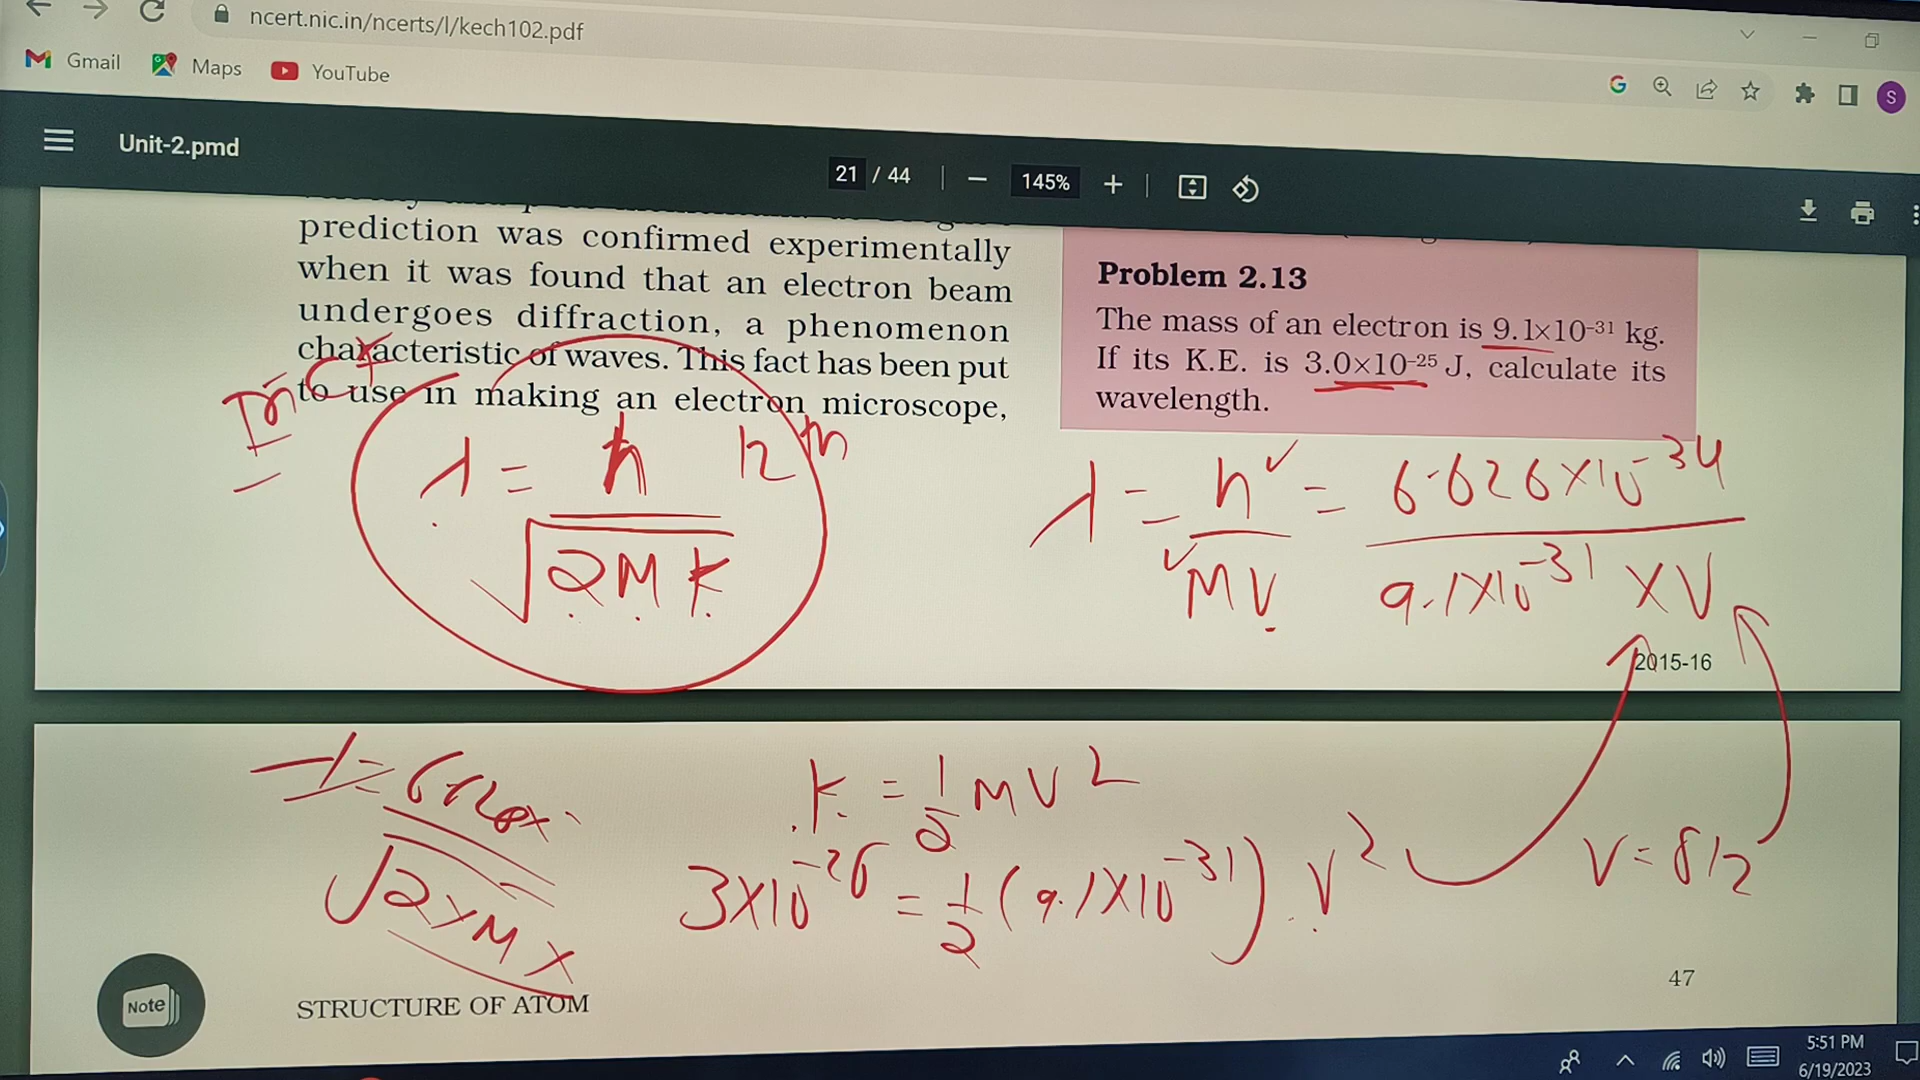 ncert.nic.in/ncerts/l/kech102.pdf
Gmail Maps YouTube
Unit-2.pmd 21 / 44 145%
prediction was confirmed experimentally
when it was found that an electron beam
undergoes diffraction, a phenomenon
characteristic of waves. This fact has been put
to use in making an electron microscope,
Problem 2.13
The mass of an electron is 9.1×10⁻³¹ kg.
If its K.E. is 3.0×10⁻²⁵ J, calculate its
wavelength.
λ = h
√2MK
12th
λ = h = 6.626×10⁻³⁴
MV 9.1×10⁻³¹ × V
2015-16
√2×M×
K = 1/2 MV²
= 1/2 (9.1×10⁻³¹) V²
V = 812
47
Note
STRUCTURE OF ATOM
5:51 PM
6/19/2023